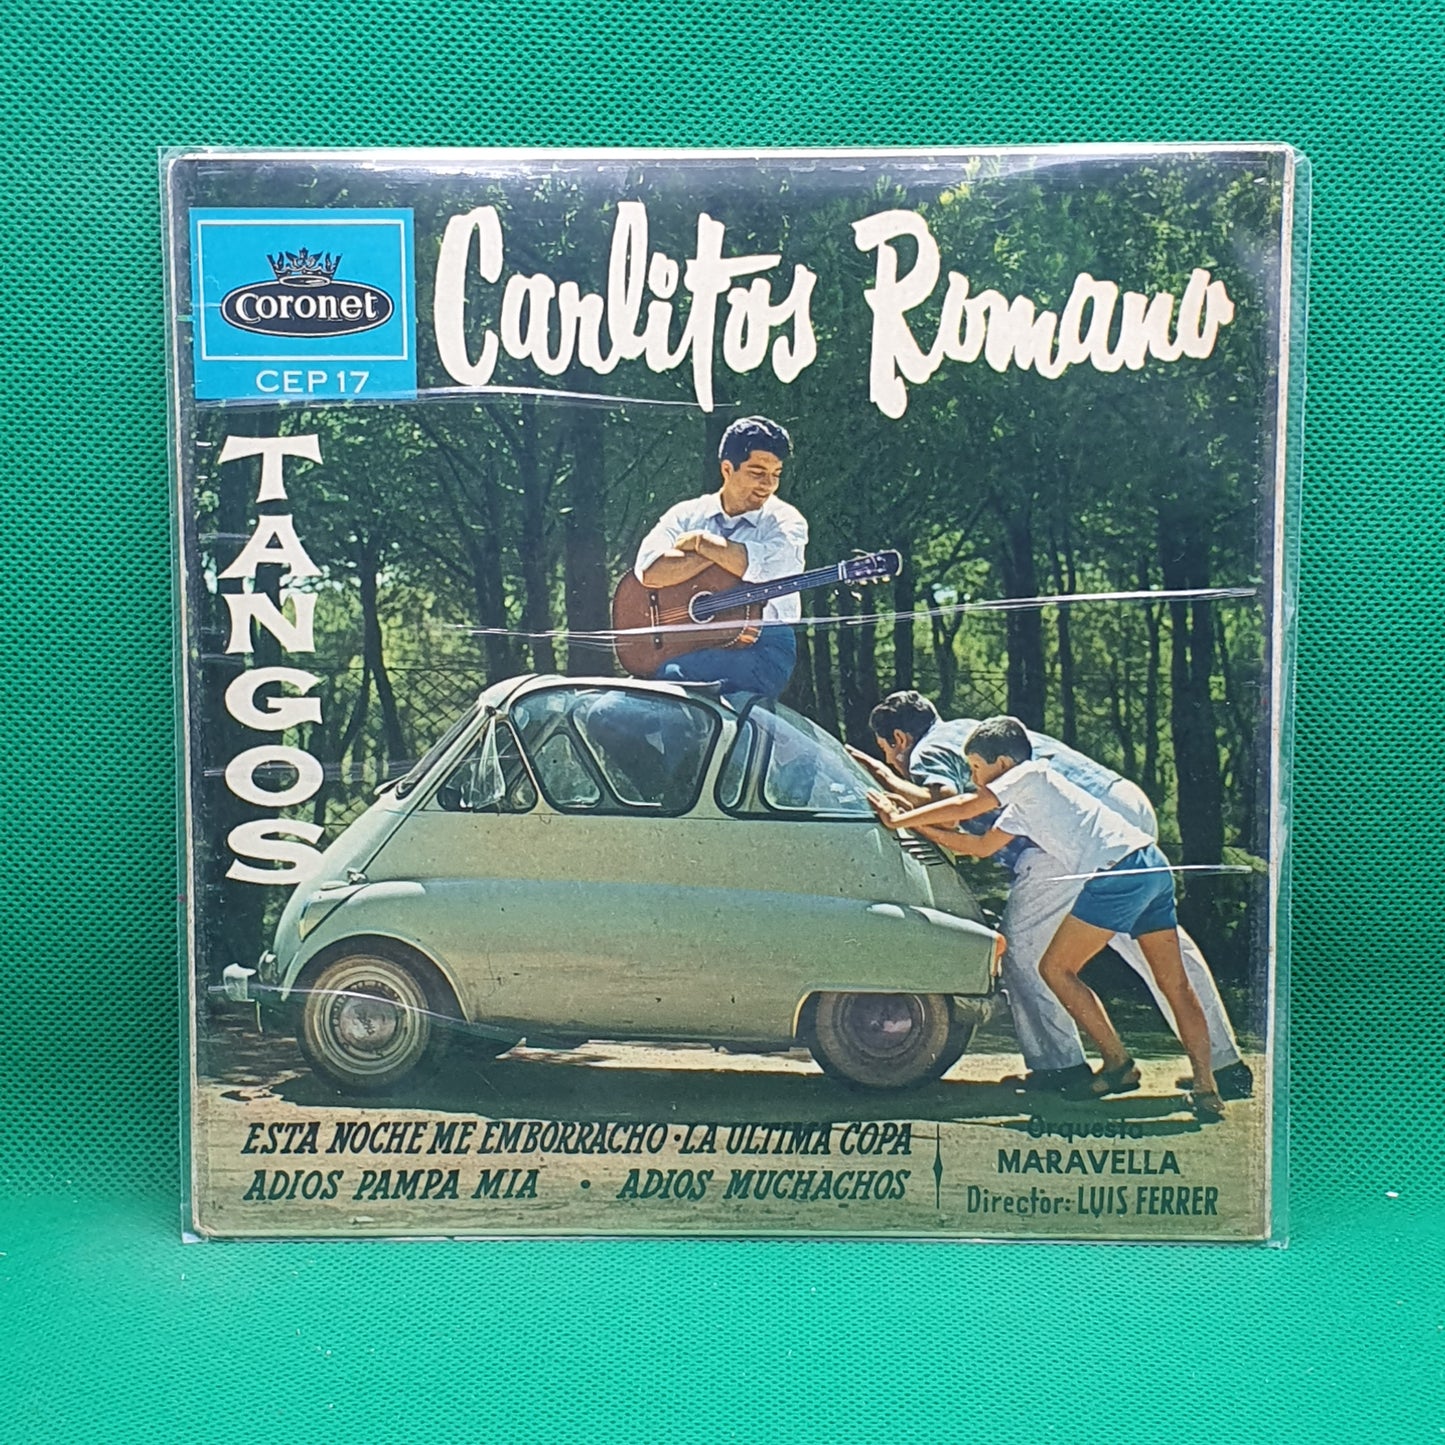 Carlitos Romano
coronet
CEP 17
TANGOS
ESTA NOCHE ME EMBORRACHO · LA ULTIMA COPA
ADIOS PAMPA MIA · ADIOS MUCHACHOS
Orquesta
MARAVELLA
Director: LUIS FERRER